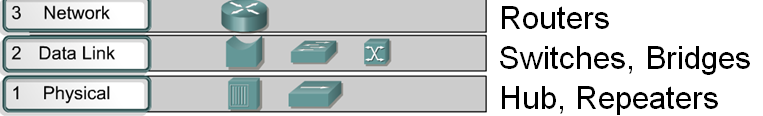 3 Network Routers
2 Data Link Switches, Bridges
1 Physical Hub, Repeaters